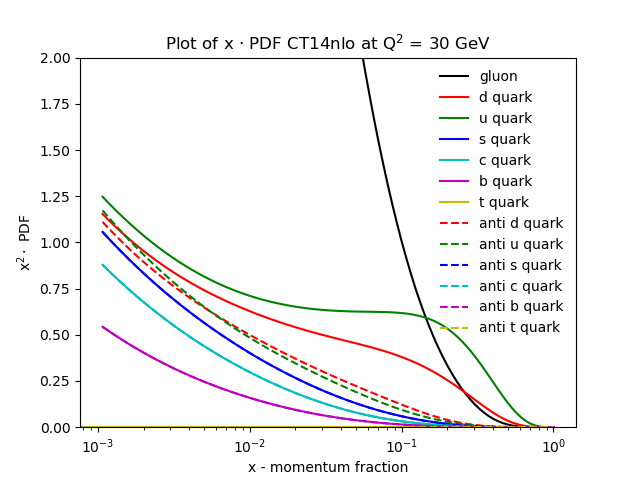 Plot of x · PDF CT14nlo at Q² = 30 GeV
2.00
1.75
1.50
1.25
1.00
0.75
0.50
0.25
0.00
x² · PDF
gluon
d quark
u quark
s quark
c quark
b quark
t quark
anti d quark
anti u quark
anti s quark
anti c quark
anti b quark
anti t quark
10⁻³ 10⁻² 10⁻¹ 10⁰
x - momentum fraction